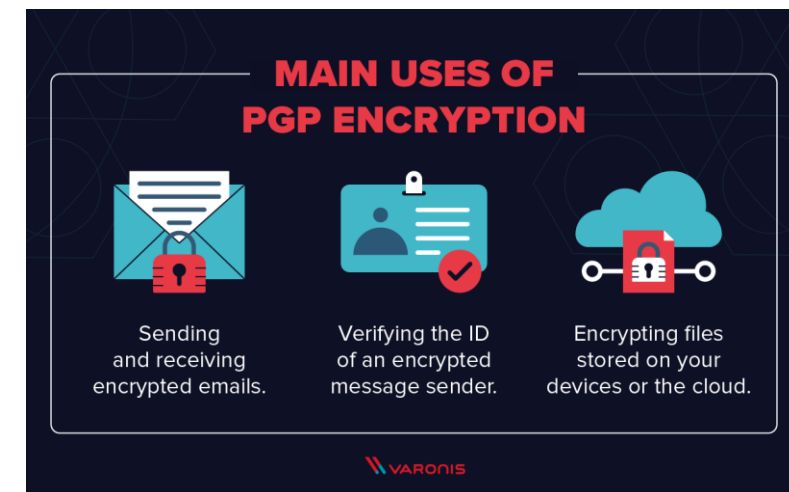 MAIN USES OF
PGP ENCRYPTION
Sending
and receiving
encrypted emails.
Verifying the ID
of an encrypted
message sender.
Encrypting files
stored on your
devices or the cloud.
VARONIS